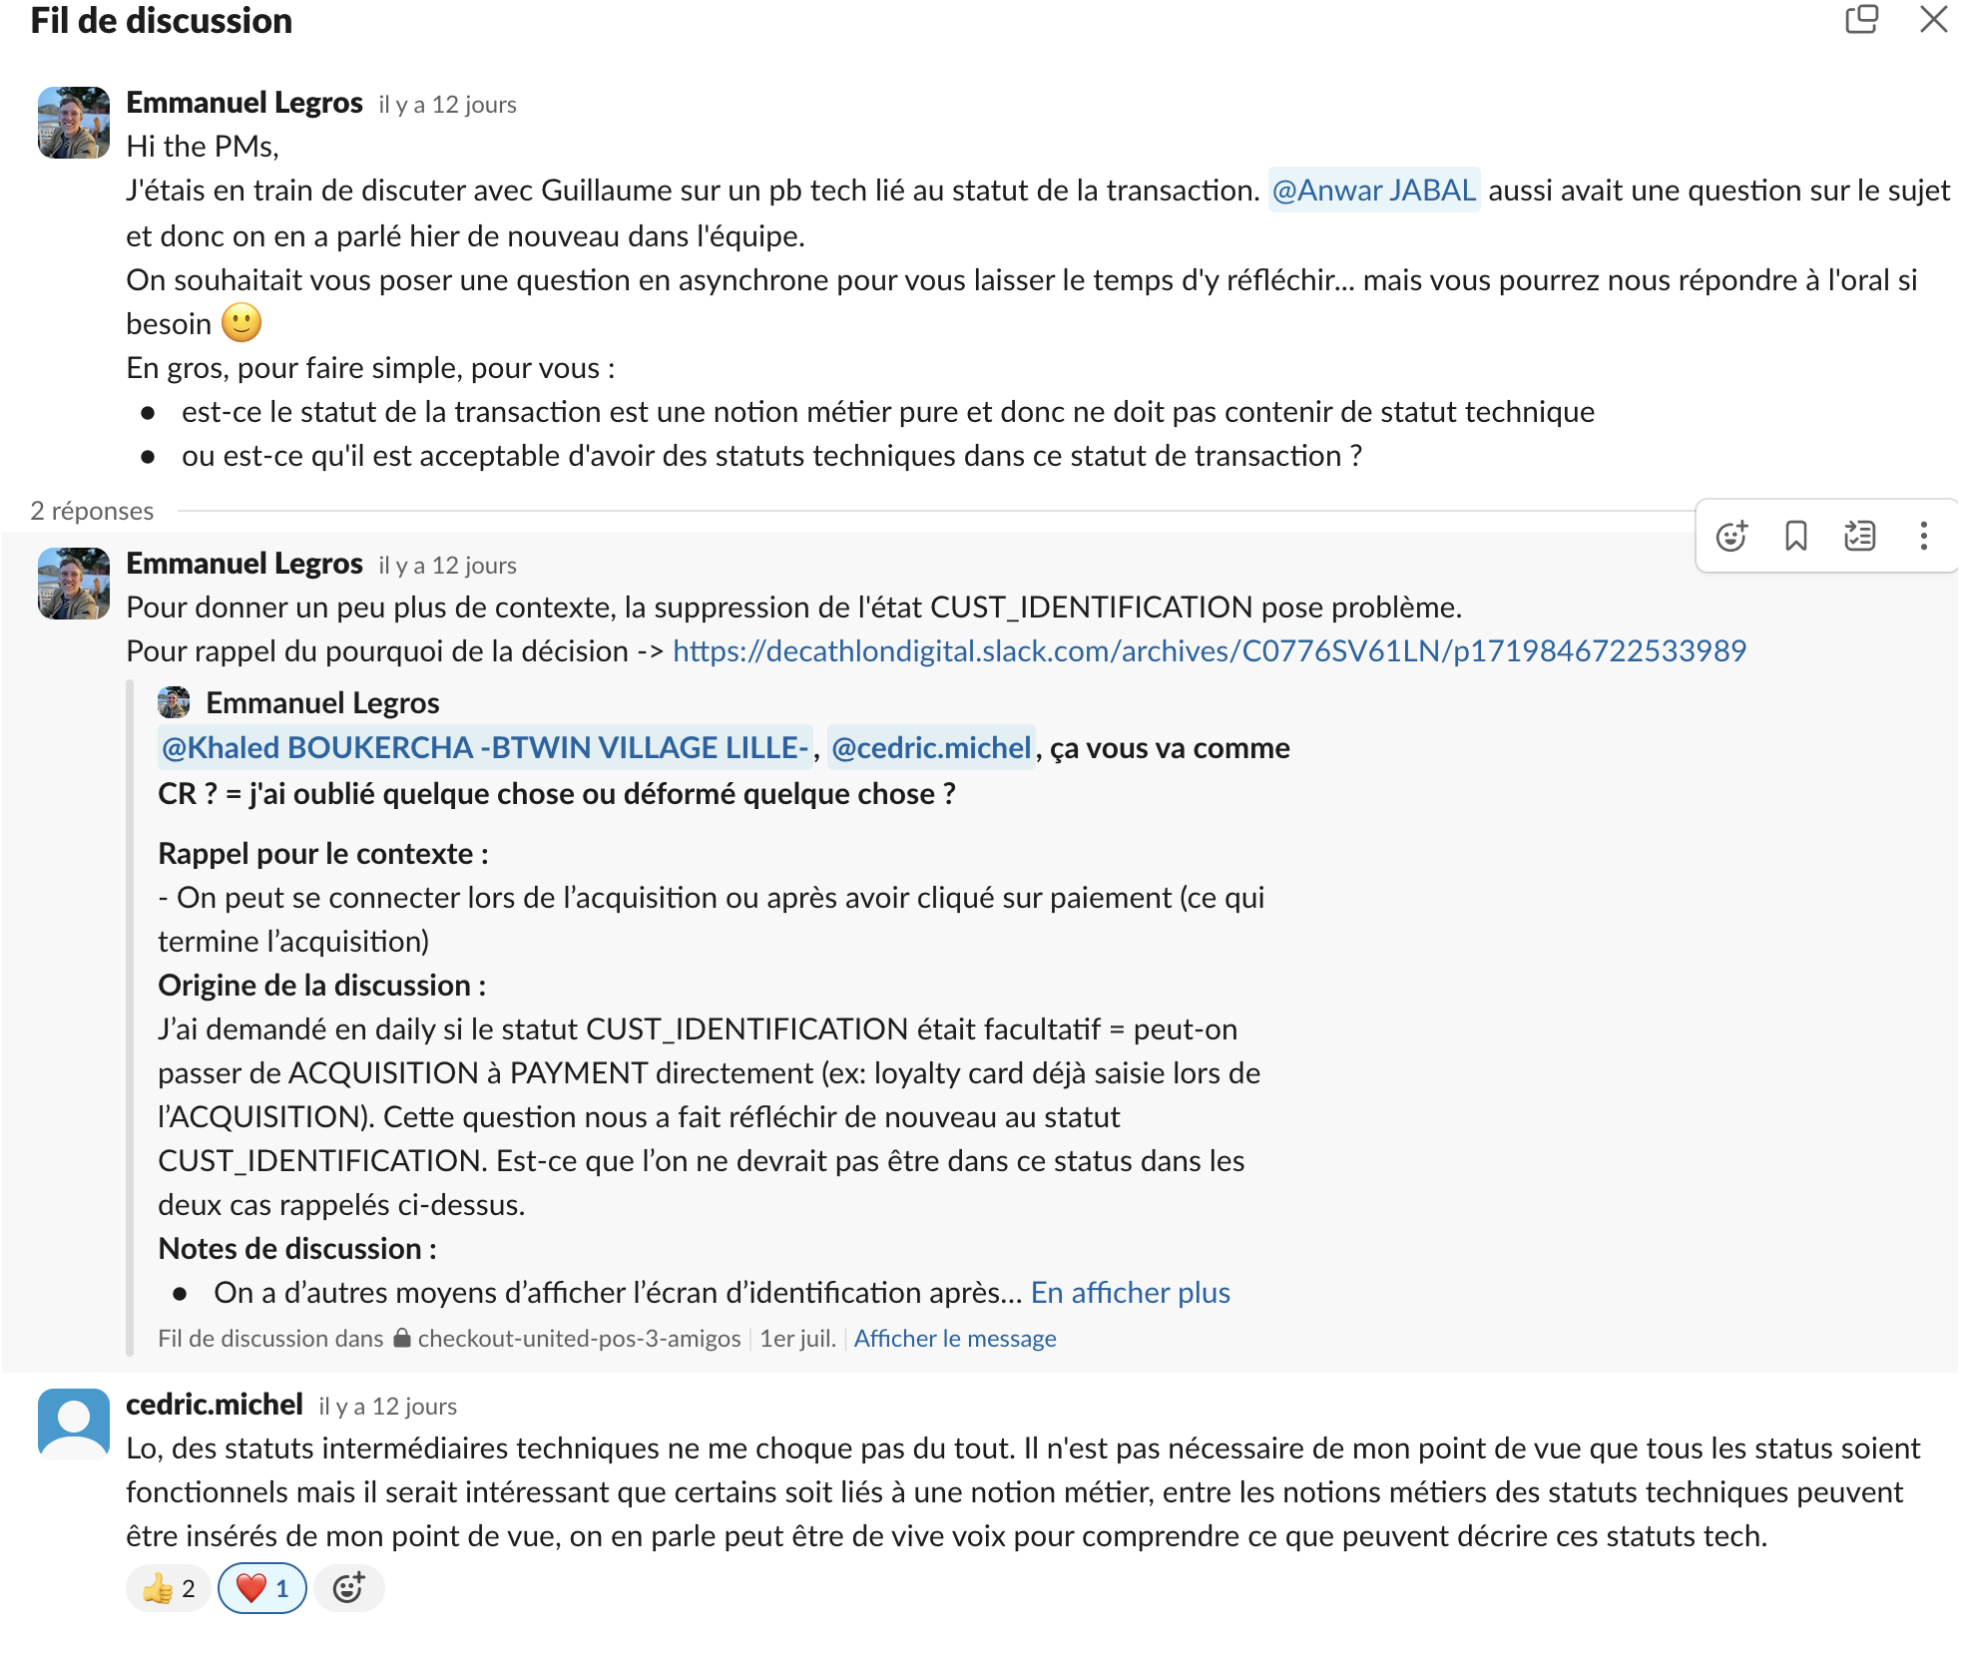 Fil de discussion
Emmanuel Legros il y a 12 jours
Hi the PMs,
J'étais en train de discuter avec Guillaume sur un pb tech lié au statut de la transaction. @Anwar JABAL aussi avait une question sur le sujet
et donc on en a parlé hier de nouveau dans l'équipe.
On souhaitait vous poser une question en asynchrone pour vous laisser le temps d'y réfléchir... mais vous pourrez nous répondre à l'oral si
besoin 🙂
En gros, pour faire simple, pour vous :
● est-ce le statut de la transaction est une notion métier pure et donc ne doit pas contenir de statut technique
● ou est-ce qu'il est acceptable d'avoir des statuts techniques dans ce statut de transaction ?
2 réponses
Emmanuel Legros il y a 12 jours
Pour donner un peu plus de contexte, la suppression de l'état CUST_IDENTIFICATION pose problème.
Pour rappel du pourquoi de la décision -> https://decathlondigital.slack.com/archives/C0776SV61LN/p1719846722533989
Emmanuel Legros
@Khaled BOUKERCHA -BTWIN VILLAGE LILLE-, @cedric.michel, ça vous va comme
CR ? = j'ai oublié quelque chose ou déformé quelque chose ?
Rappel pour le contexte :
- On peut se connecter lors de l’acquisition ou après avoir cliqué sur paiement (ce qui
termine l’acquisition)
Origine de la discussion :
J’ai demandé en daily si le statut CUST_IDENTIFICATION était facultatif = peut-on
passer de ACQUISITION à PAYMENT directement (ex: loyalty card déjà saisie lors de
l’ACQUISITION). Cette question nous a fait réfléchir de nouveau au statut
CUST_IDENTIFICATION. Est-ce que l’on ne devrait pas être dans ce status dans les
deux cas rappelés ci-dessus.
Notes de discussion :
● On a d’autres moyens d’afficher l’écran d’identification après... En afficher plus
Fil de discussion dans checkout-united-pos-3-amigos | 1er juil. | Afficher le message
cedric.michel il y a 12 jours
Lo, des statuts intermédiaires techniques ne me choque pas du tout. Il n'est pas nécessaire de mon point de vue que tous les status soient
fonctionnels mais il serait intéressant que certains soit liés à une notion métier, entre les notions métiers des statuts techniques peuvent
être insérés de mon point de vue, on en parle peut être de vive voix pour comprendre ce que peuvent décrire ces statuts tech.
👍 2 ❤️ 1